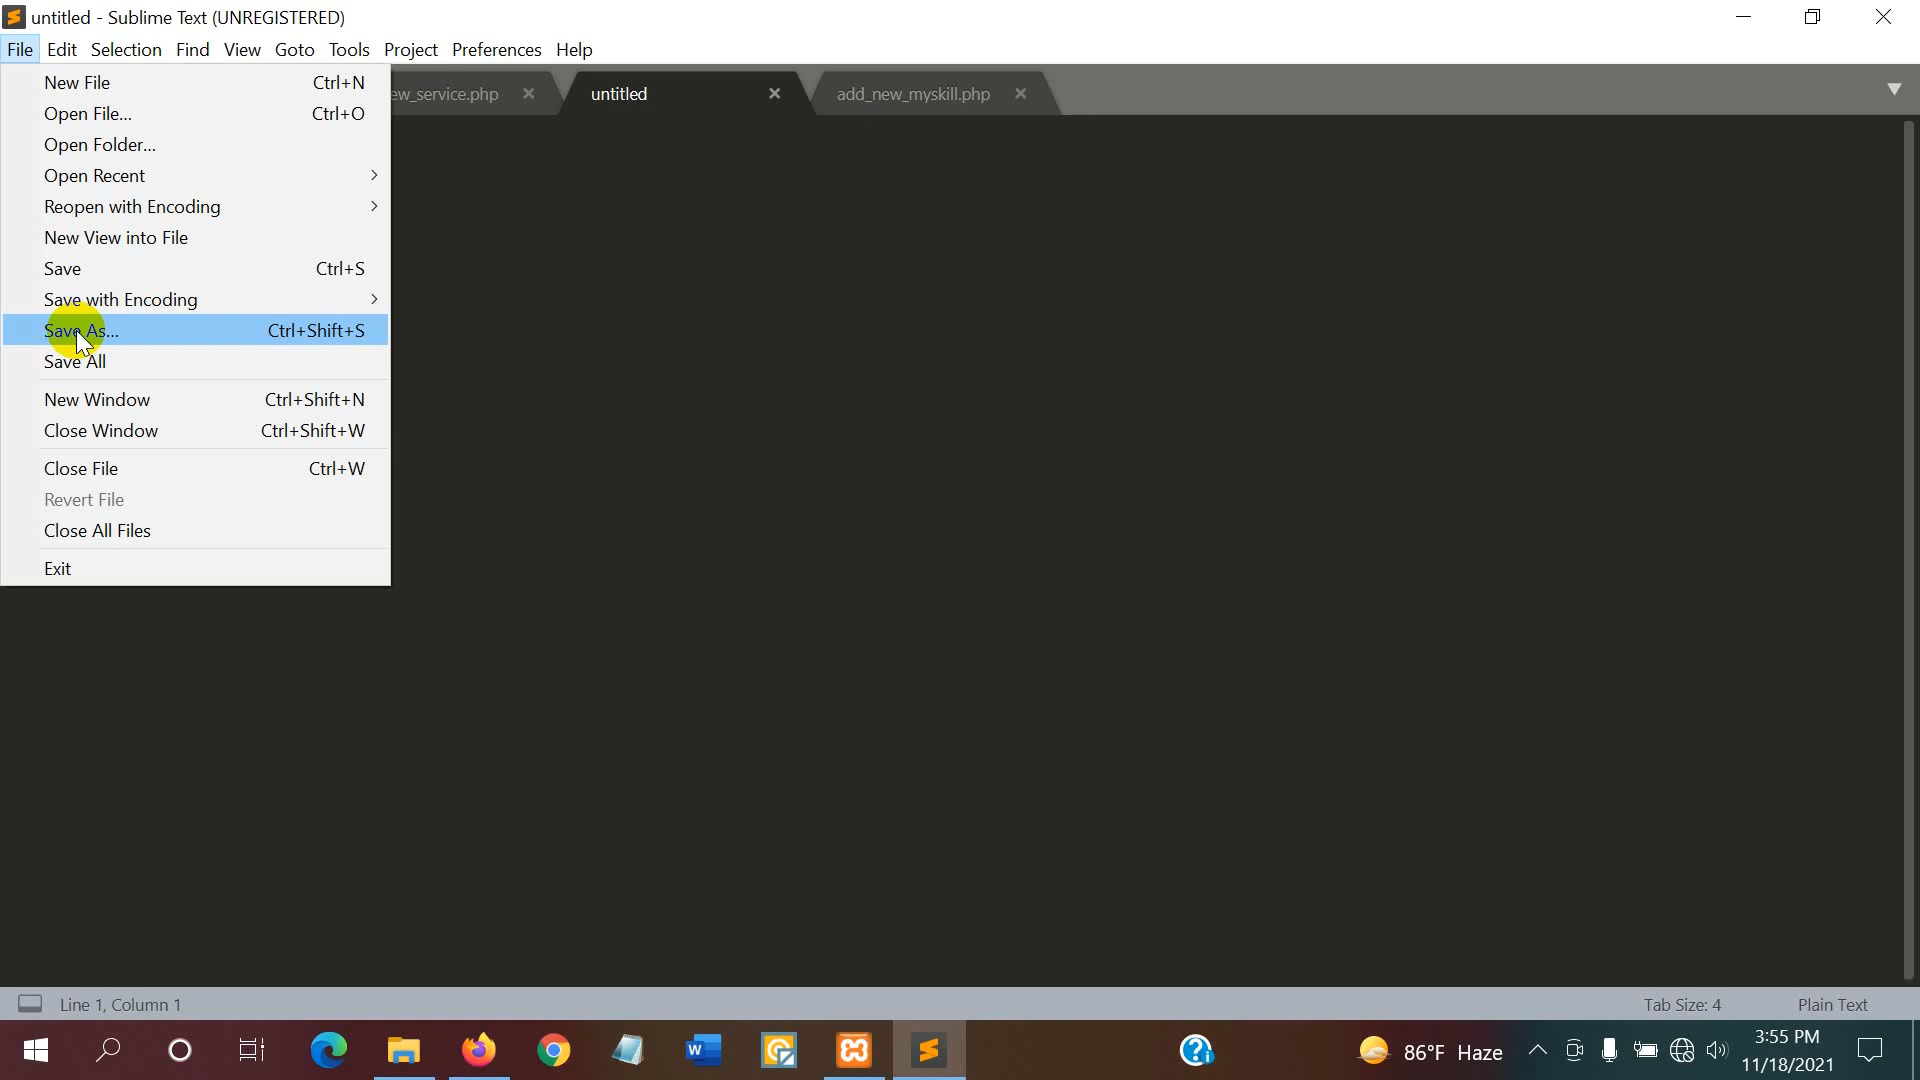 untitled - Sublime Text (UNREGISTERED)
File Edit Selection Find View Goto Tools Project Preferences Help
ew_service.php untitled add_new_myskill.php
New File Ctrl+N
Open File... Ctrl+O
Open Folder...
Open Recent
Reopen with Encoding
New View into File
Save Ctrl+S
Save with Encoding
Save As... Ctrl+Shift+S
Save All
New Window Ctrl+Shift+N
Close Window Ctrl+Shift+W
Close File Ctrl+W
Revert File
Close All Files
Exit
Line 1, Column 1 Tab Size: 4 Plain Text
86°F Haze 3:55 PM
11/18/2021